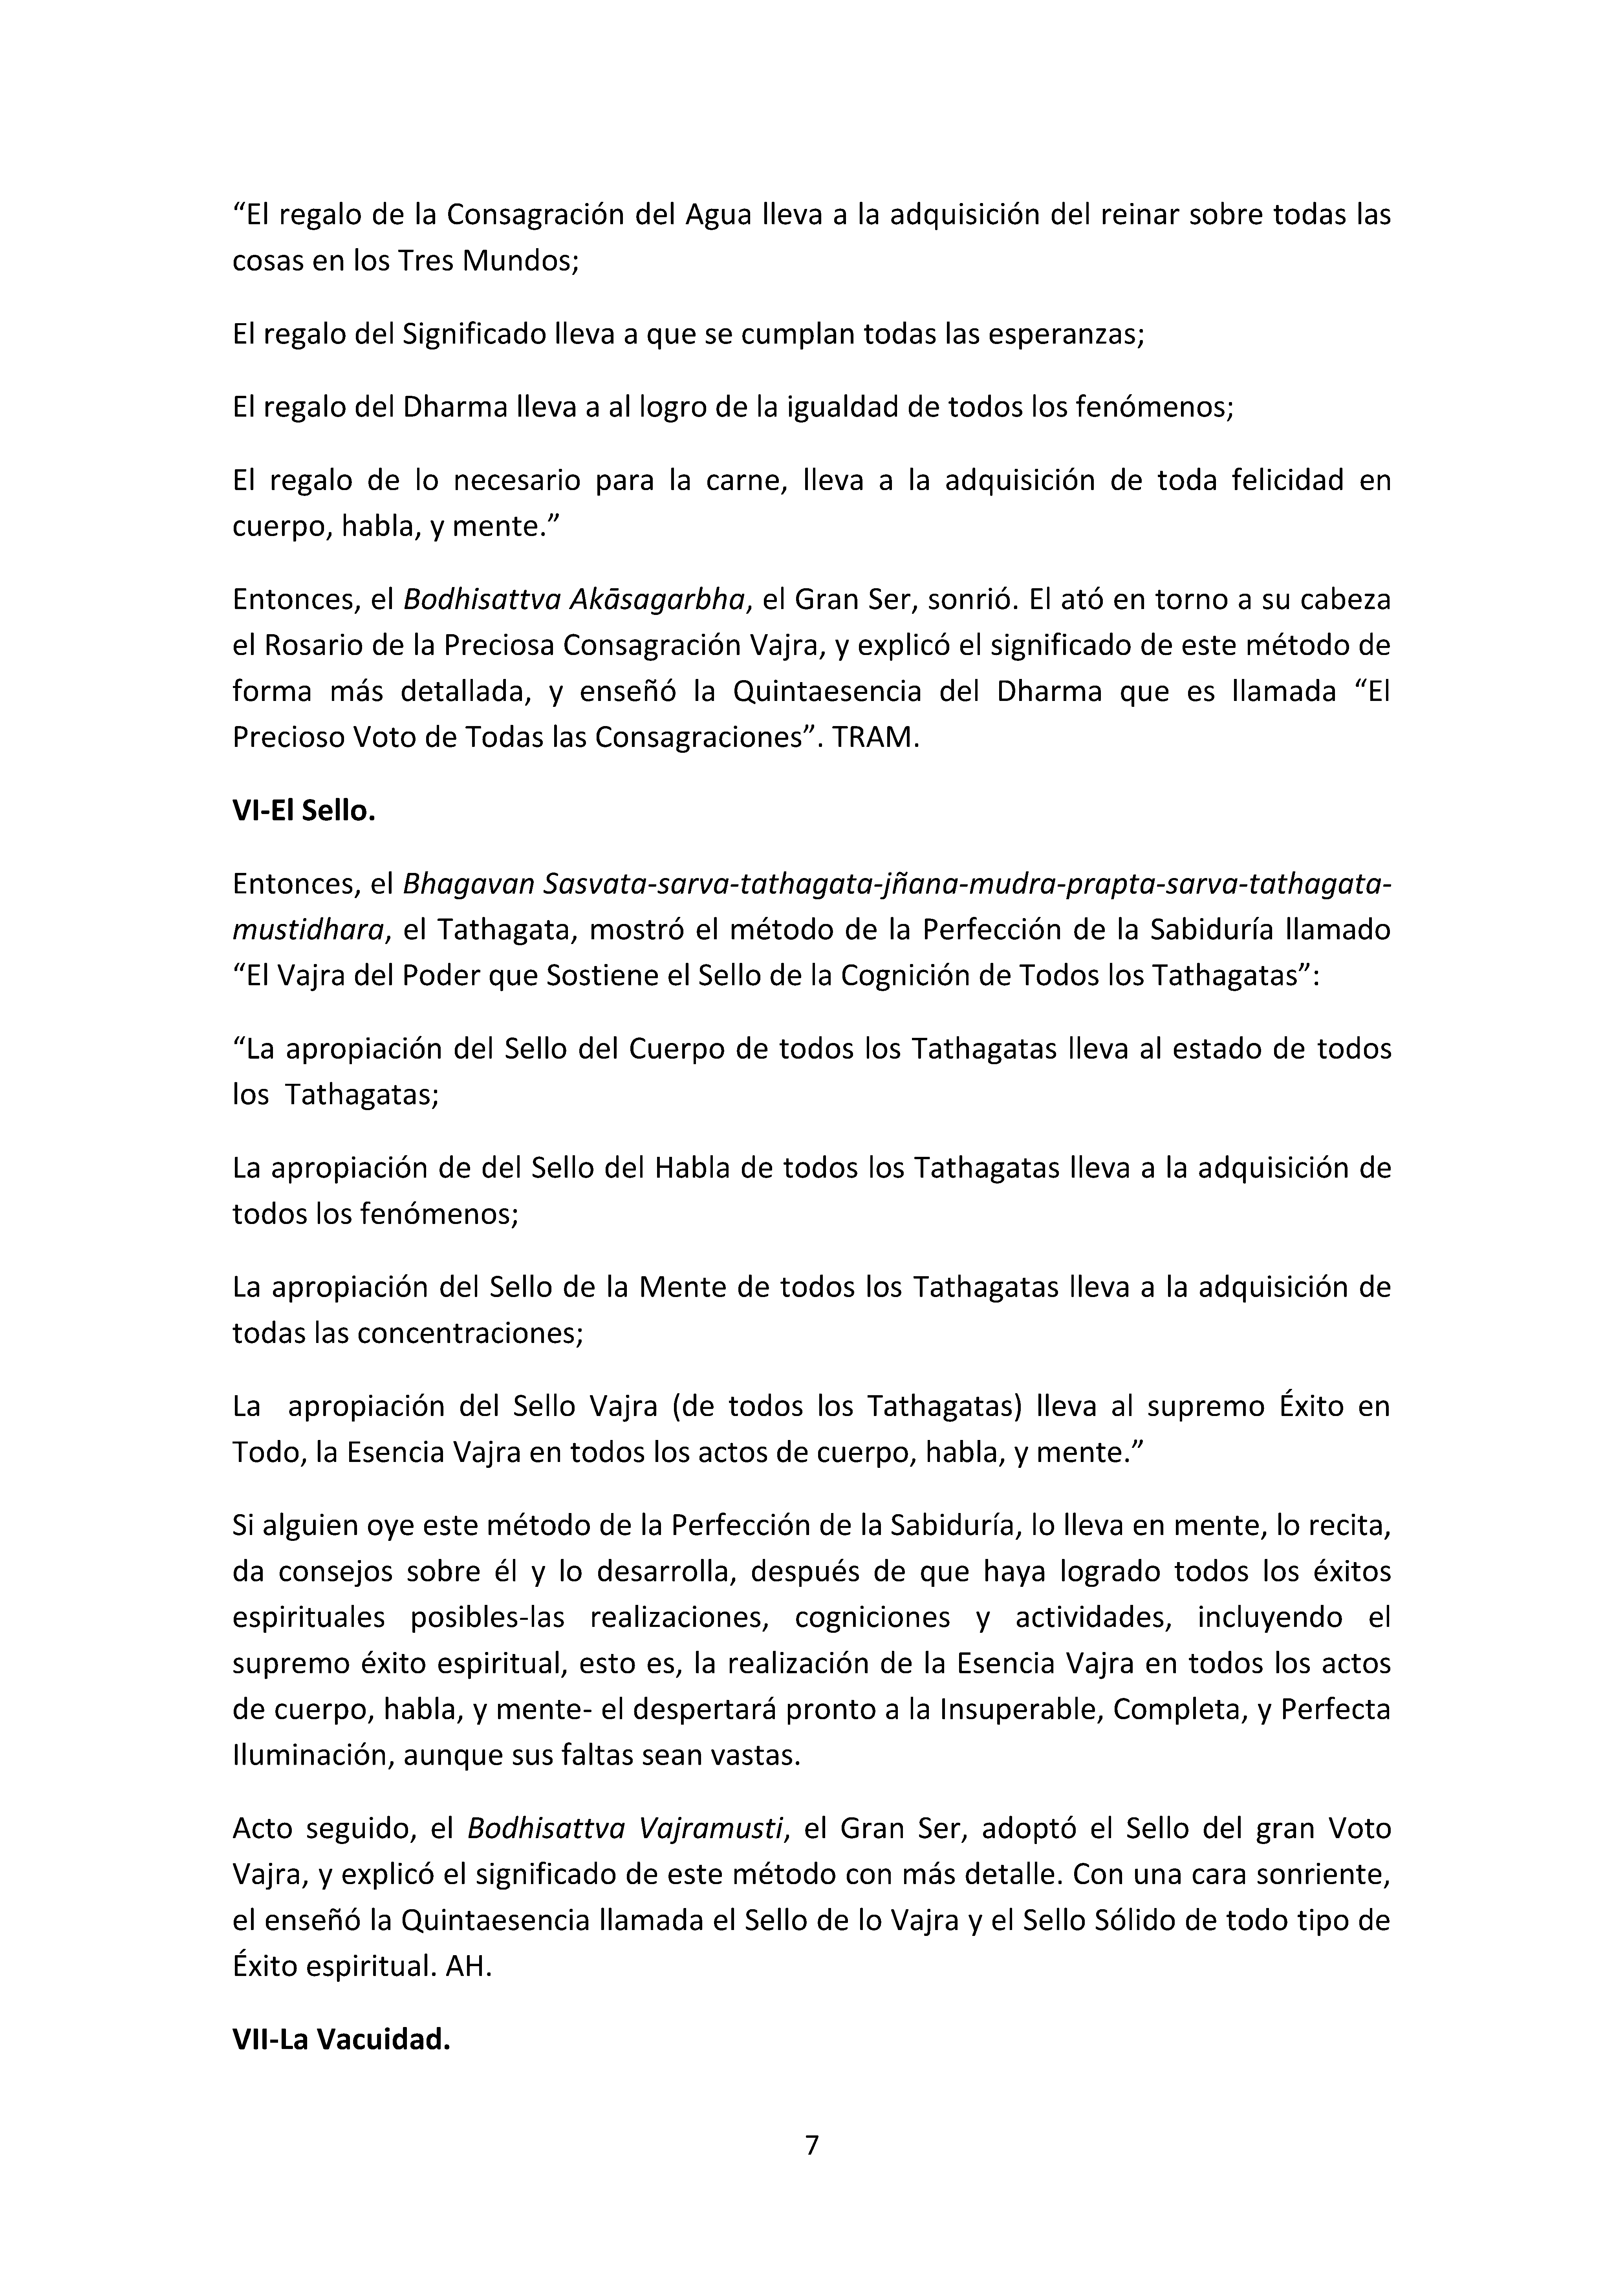 “El regalo de la Consagración del Agua lleva a la adquisición del reinar sobre todas las
cosas en los Tres Mundos;
El regalo del Significado lleva a que se cumplan todas las esperanzas;
El regalo del Dharma lleva a al logro de la igualdad de todos los fenómenos;
El regalo de lo necesario para la carne, lleva a la adquisición de toda felicidad en
cuerpo, habla, y mente.”
Entonces, el Bodhisattva Akāsagarbha, el Gran Ser, sonrió. El ató en torno a su cabeza
el Rosario de la Preciosa Consagración Vajra, y explicó el significado de este método de
forma más detallada, y enseñó la Quintaesencia del Dharma que es llamada “El
Precioso Voto de Todas las Consagraciones”. TRAM.
VI-El Sello.
Entonces, el Bhagavan Sasvata-sarva-tathagata-jñana-mudra-prapta-sarva-tathagata-
mustidhara, el Tathagata, mostró el método de la Perfección de la Sabiduría llamado
“El Vajra del Poder que Sostiene el Sello de la Cognición de Todos los Tathagatas”:
“La apropiación del Sello del Cuerpo de todos los Tathagatas lleva al estado de todos
los  Tathagatas;
La apropiación de del Sello del Habla de todos los Tathagatas lleva a la adquisición de
todos los fenómenos;
La apropiación del Sello de la Mente de todos los Tathagatas lleva a la adquisición de
todas las concentraciones;
La  apropiación del Sello Vajra (de todos los Tathagatas) lleva al supremo Éxito en
Todo, la Esencia Vajra en todos los actos de cuerpo, habla, y mente.”
Si alguien oye este método de la Perfección de la Sabiduría, lo lleva en mente, lo recita,
da consejos sobre él y lo desarrolla, después de que haya logrado todos los éxitos
espirituales posibles-las realizaciones, cogniciones y actividades, incluyendo el
supremo éxito espiritual, esto es, la realización de la Esencia Vajra en todos los actos
de cuerpo, habla, y mente- el despertará pronto a la Insuperable, Completa, y Perfecta
Iluminación, aunque sus faltas sean vastas.
Acto seguido, el Bodhisattva Vajramusti, el Gran Ser, adoptó el Sello del gran Voto
Vajra, y explicó el significado de este método con más detalle. Con una cara sonriente,
el enseñó la Quintaesencia llamada el Sello de lo Vajra y el Sello Sólido de todo tipo de
Éxito espiritual. AH.
VII-La Vacuidad.
7